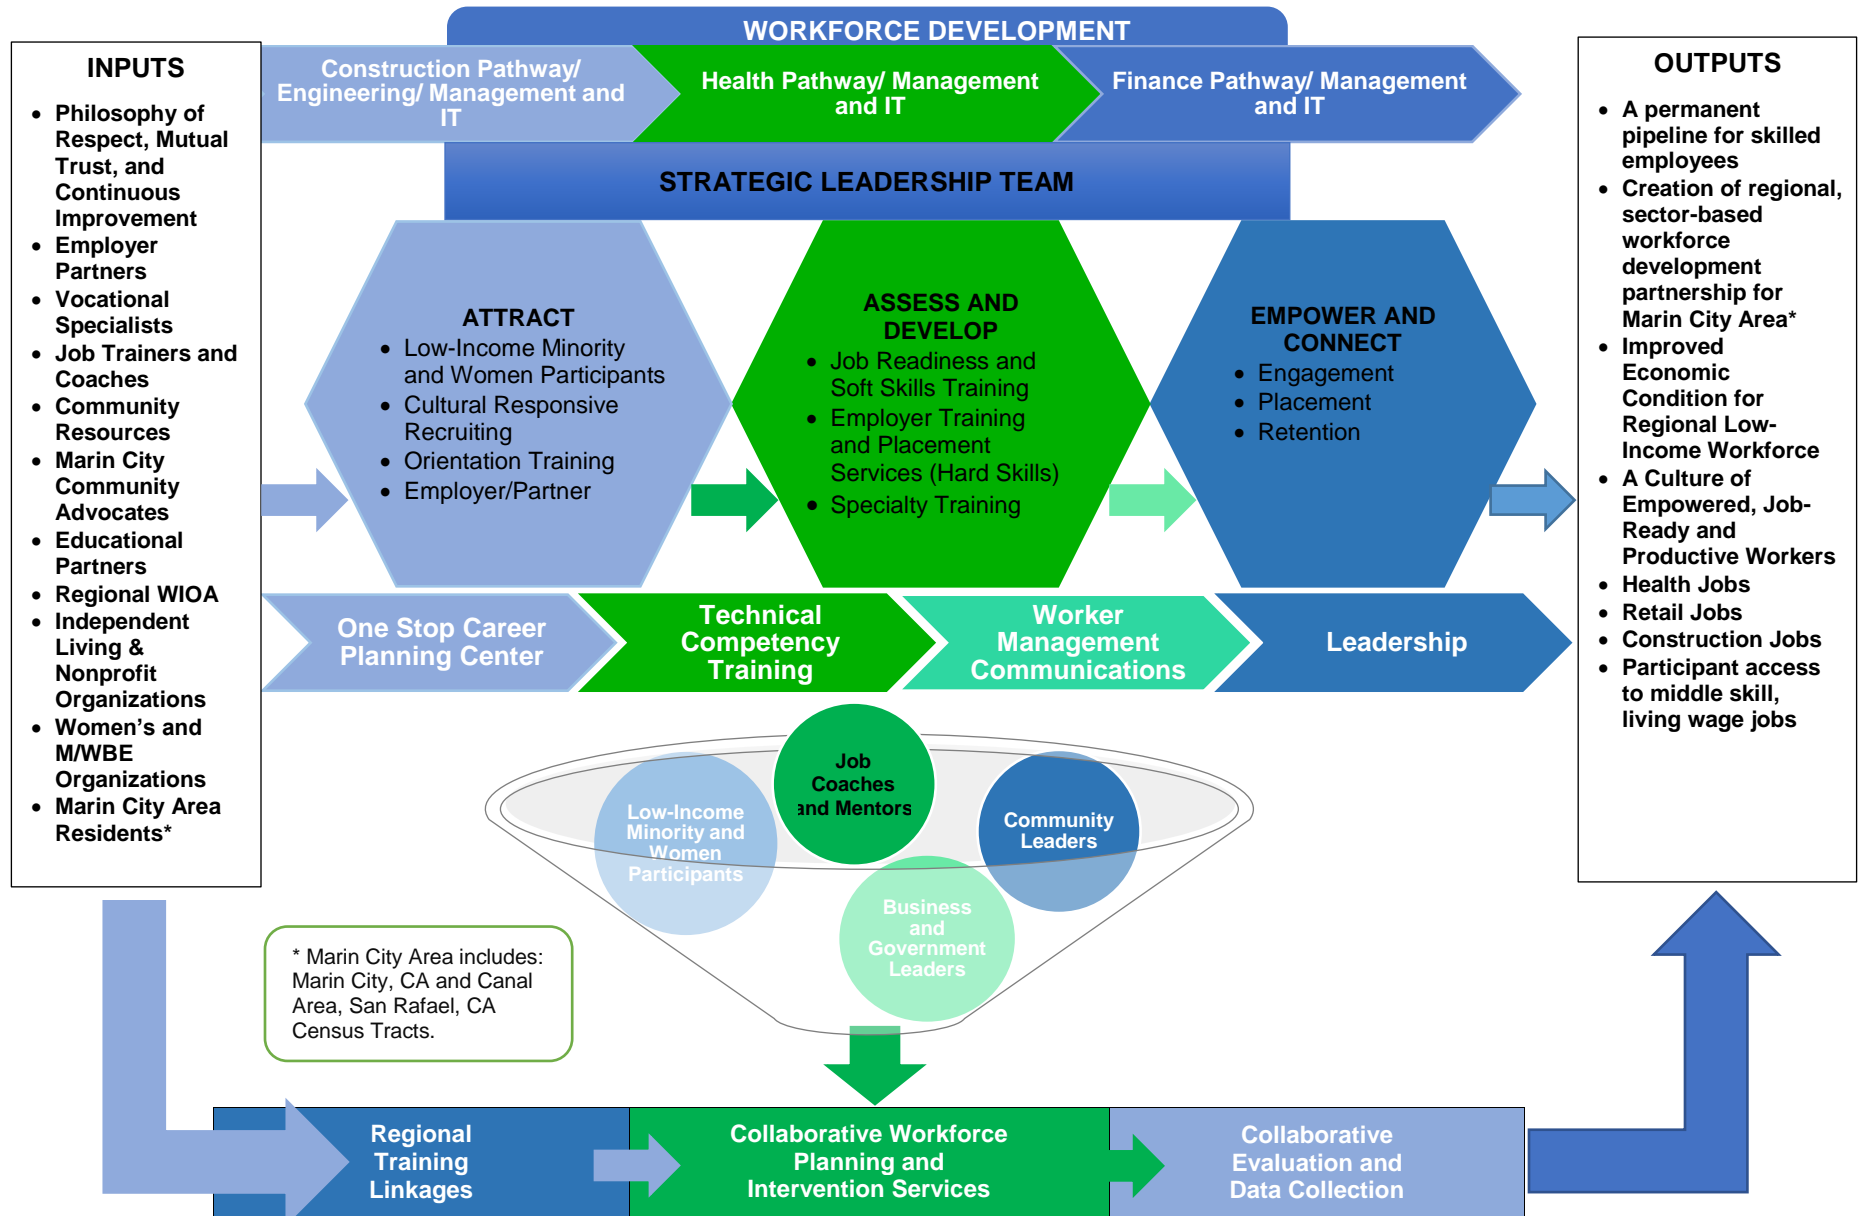 WORKFORCE DEVELOPMENT
Construction Pathway/
Engineering/ Management and
IT
Health Pathway/ Management
and IT
Finance Pathway/ Management
and IT
STRATEGIC LEADERSHIP TEAM
INPUTS
• Philosophy of
Respect, Mutual
Trust, and
Continuous
Improvement
• Employer
Partners
• Vocational
Specialists
• Job Trainers and
Coaches
• Community
Resources
• Marin City
Community
Advocates
• Educational
Partners
• Regional WIOA
• Independent
Living &
Nonprofit
Organizations
• Women's and
M/WBE
Organizations
• Marin City Area
Residents*
ATTRACT
• Low-Income Minority
and Women Participants
• Cultural Responsive
Recruiting
• Orientation Training
• Employer/Partner
ASSESS AND
DEVELOP
• Job Readiness and
Soft Skills Training
• Employer Training
and Placement
Services (Hard Skills)
• Specialty Training
EMPOWER AND
CONNECT
• Engagement
• Placement
• Retention
OUTPUTS
• A permanent
pipeline for skilled
employees
• Creation of regional,
sector-based
workforce
development
partnership for
Marin City Area*
• Improved
Economic
Condition for
Regional Low-
Income Workforce
• A Culture of
Empowered, Job-
Ready and
Productive Workers
• Health Jobs
• Retail Jobs
• Construction Jobs
• Participant access
to middle skill,
living wage jobs
One Stop Career
Planning Center
Technical
Competency
Training
Worker
Management
Communications
Leadership
Low-Income
Minority and
Women
Participants
Job
Coaches
and Mentors
Community
Leaders
Business
and
Government
Leaders
* Marin City Area includes:
Marin City, CA and Canal
Area, San Rafael, CA
Census Tracts.
Regional
Training
Linkages
Collaborative Workforce
Planning and
Intervention Services
Collaborative
Evaluation and
Data Collection